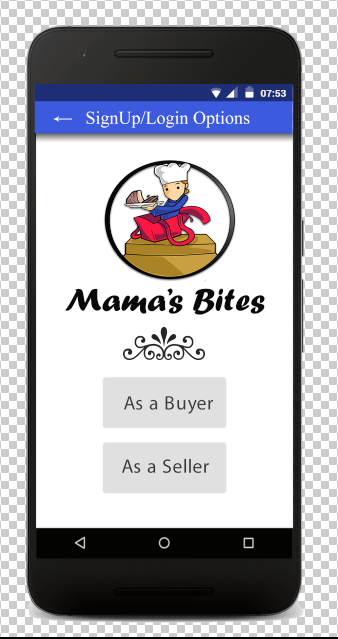 07:53
← SignUp/Login Options
Mama's Bites
As a Buyer
As a Seller